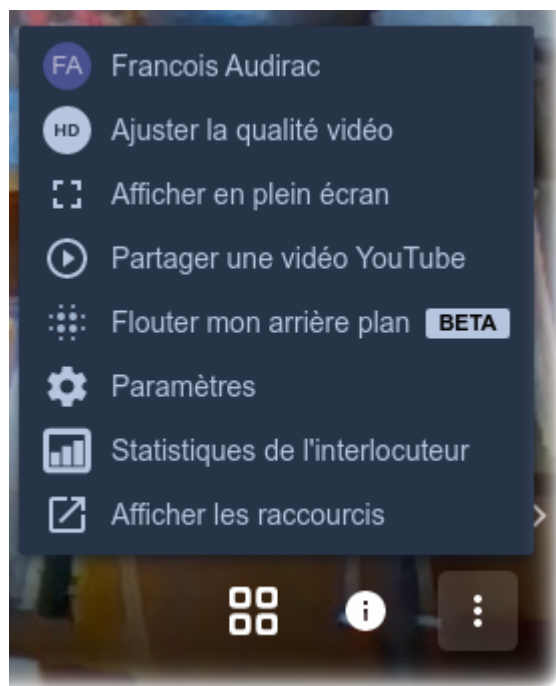 FA Francois Audirac
HD Ajuster la qualité vidéo
Afficher en plein écran
Partager une vidéo YouTube
Flouter mon arrière plan BETA
Paramètres
Statistiques de l'interlocuteur
Afficher les raccourcis